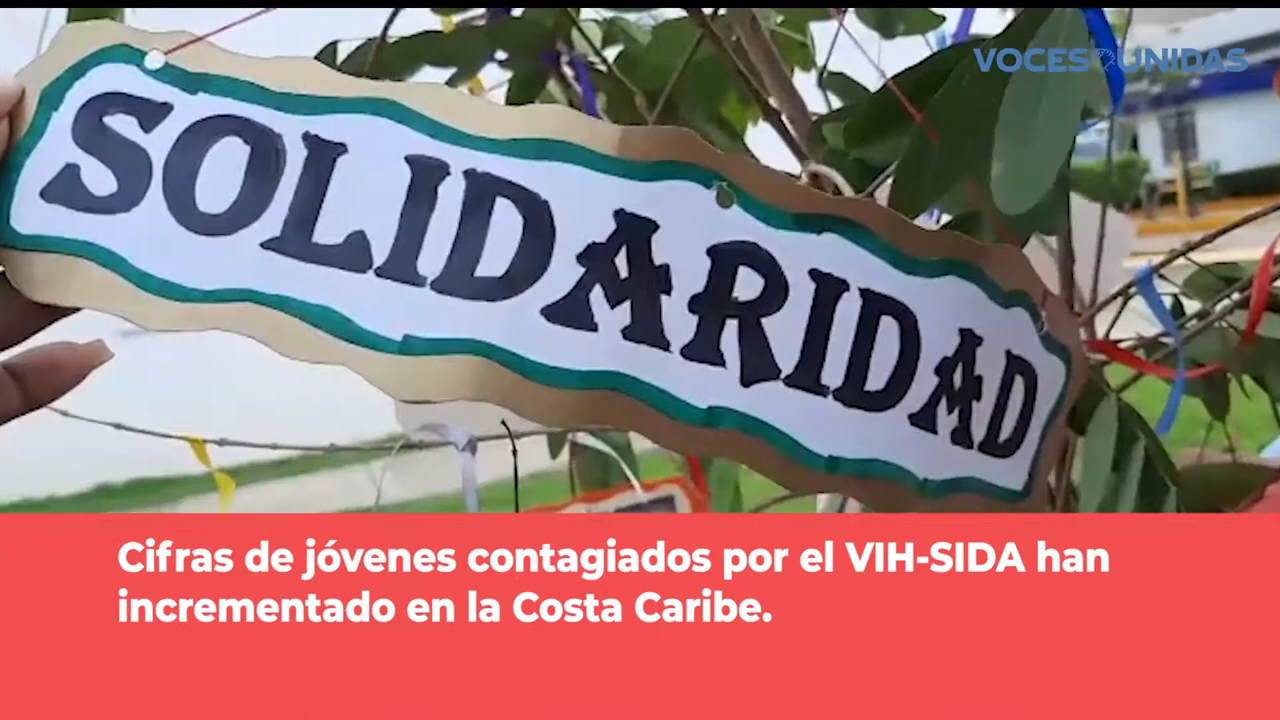 VOCES UNIDAS
SOLIDARIDAD
Cifras de jóvenes contagiados por el VIH-SIDA han
incrementado en la Costa Caribe.